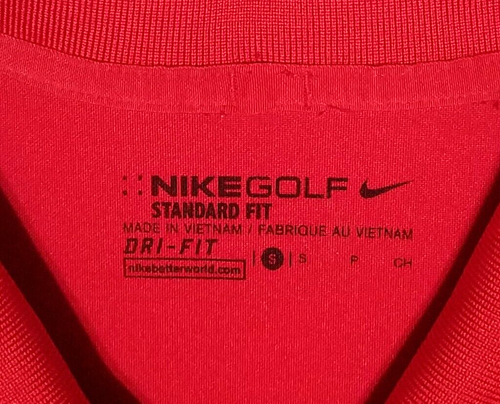 NIKEGOLF
STANDARD FIT
MADE IN VIETNAM / FABRIQUE AU VIETNAM
DRI-FIT | S | S P CH
nikebetterworld.com